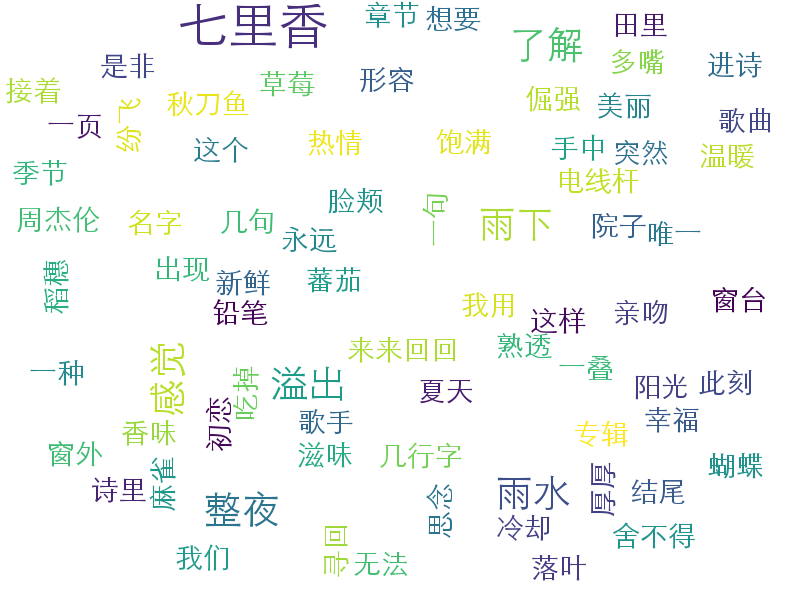 七里香
章节
想要
田里
了解
多嘴
进诗
是非
形容
草莓
接着
秋刀鱼
倔强
美丽
歌曲
一页
纷飞
这个
热情
饱满
手中
突然
温暖
季节
电线杆
脸颊
周杰伦
名字
几句
永远
一句
雨下
院子
唯一
稻穗
出现
新鲜
蕃茄
铅笔
我用
这样
亲吻
窗台
来来回回
熟透
一叠
一种
感觉
吃掉
溢出
夏天
阳光
此刻
初恋
歌手
幸福
香味
专辑
窗外
滋味
几行字
蝴蝶
诗里
麻雀
整夜
思念
雨水
厚厚
结尾
冷却
舍不得
我们
寻回
无法
落叶